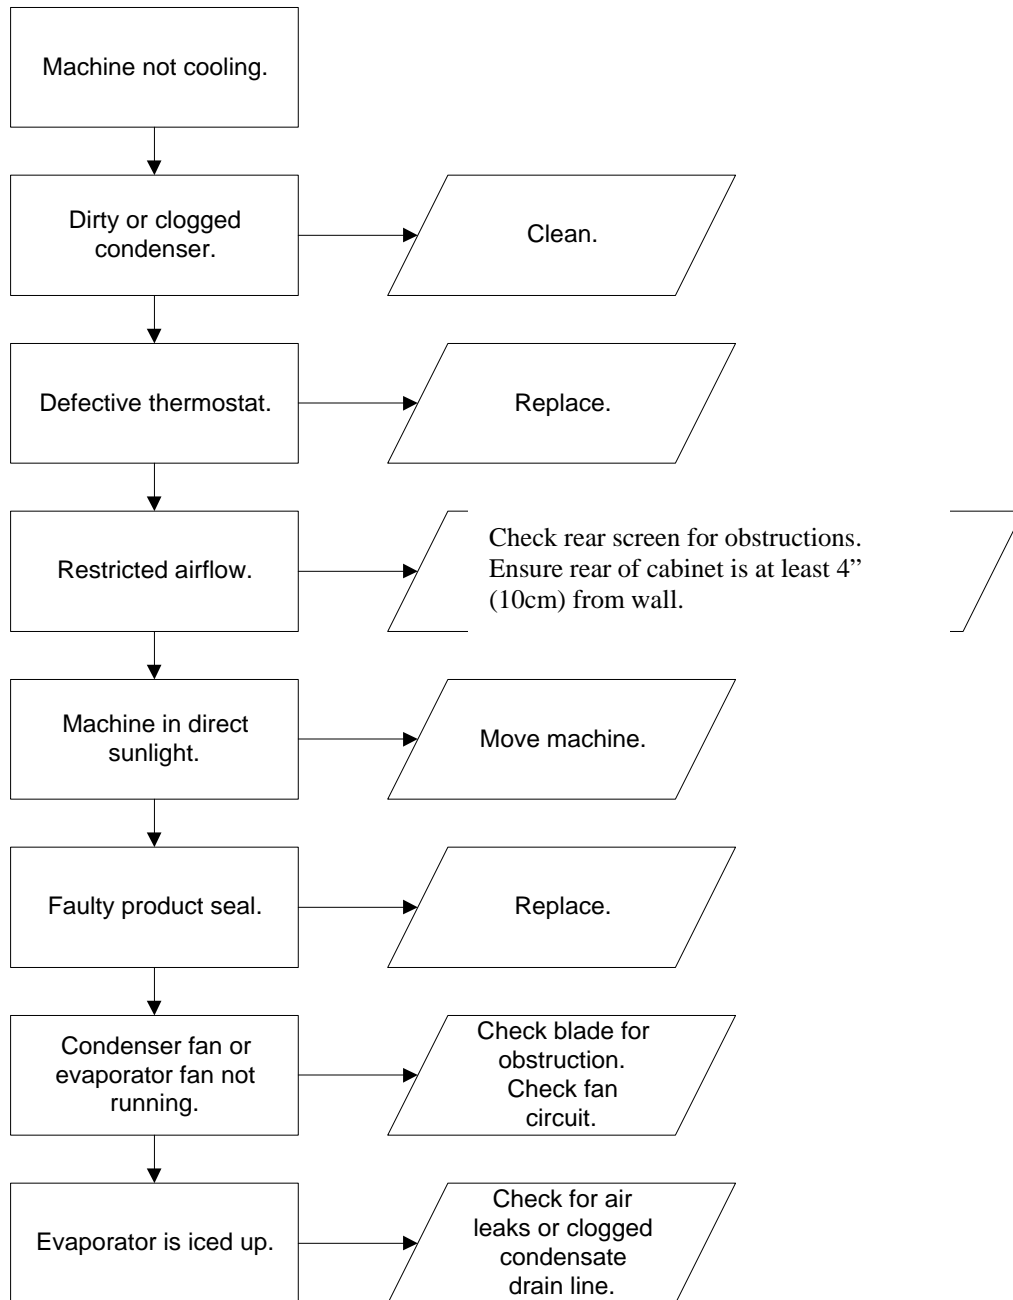 Machine not cooling.
Dirty or clogged
condenser.
Clean.
Defective thermostat.
Replace.
Restricted airflow.
Check rear screen for obstructions.
Ensure rear of cabinet is at least 4”
(10cm) from wall.
Machine in direct
sunlight.
Move machine.
Faulty product seal.
Replace.
Condenser fan or
evaporator fan not
running.
Check blade for
obstruction.
Check fan
circuit.
Evaporator is iced up.
Check for air
leaks or clogged
condensate
drain line.